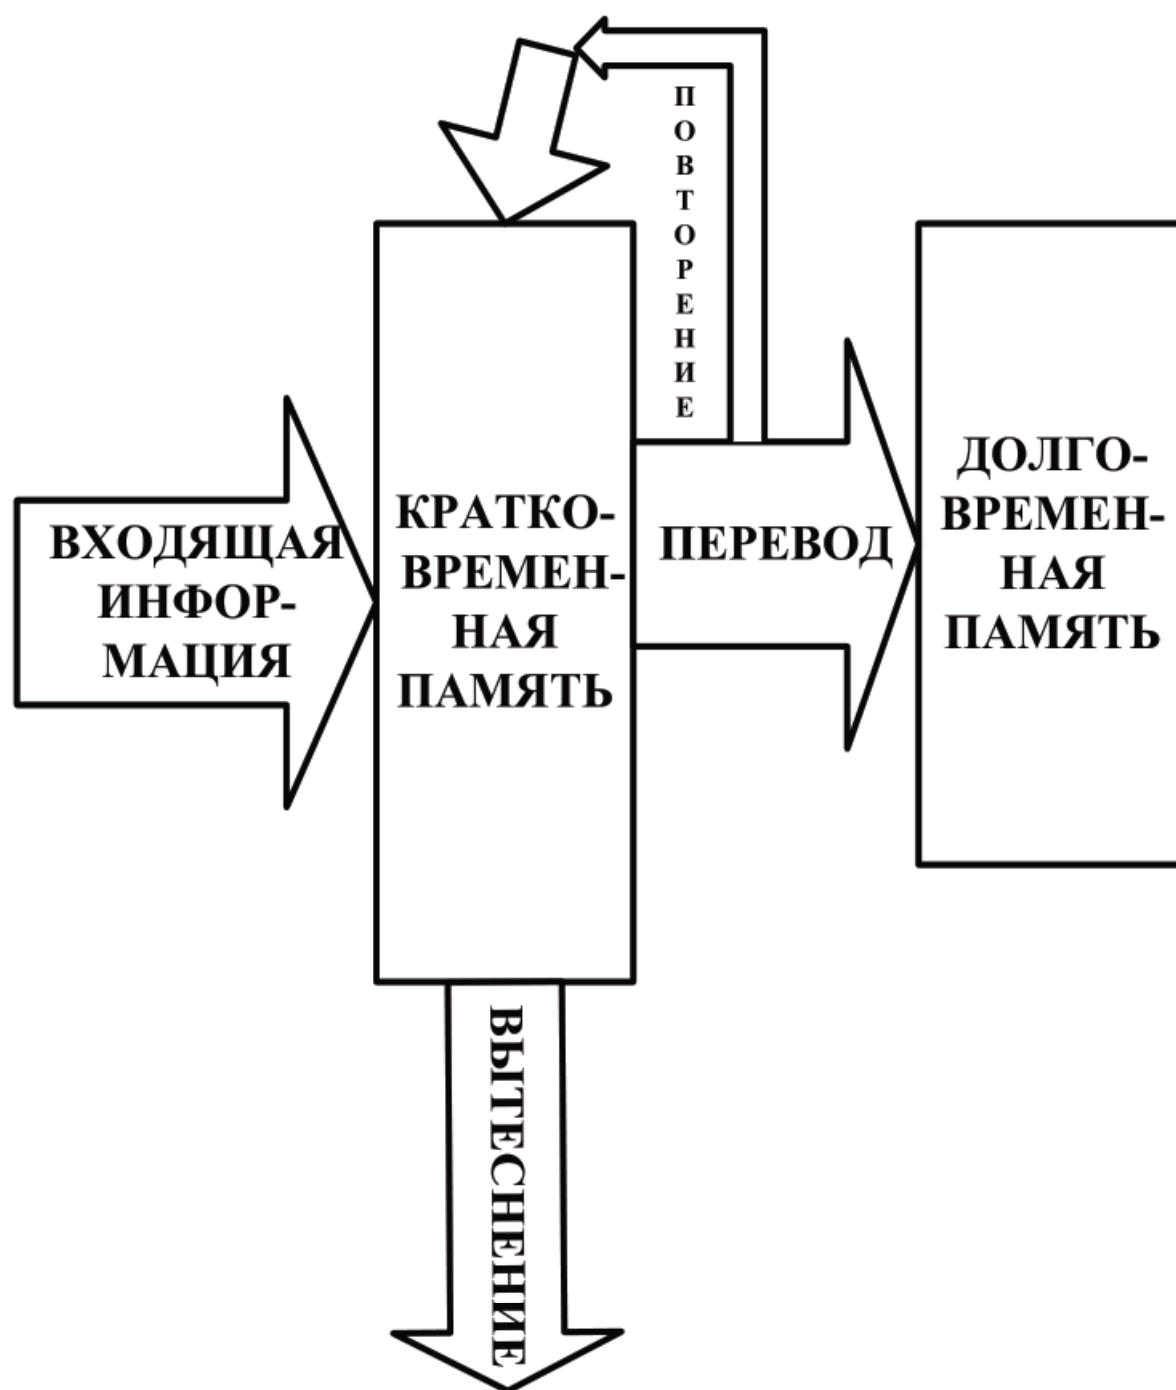 ПОВТОРЕНИЕ
ВХОДЯЩАЯ
ИНФОР-
МАЦИЯ
КРАТКО-
ВРЕМЕН-
НАЯ
ПАМЯТЬ
ПЕРЕВОД
ДОЛГО-
ВРЕМЕН-
НАЯ
ПАМЯТЬ
ВЫТЕСНЕНИЕ